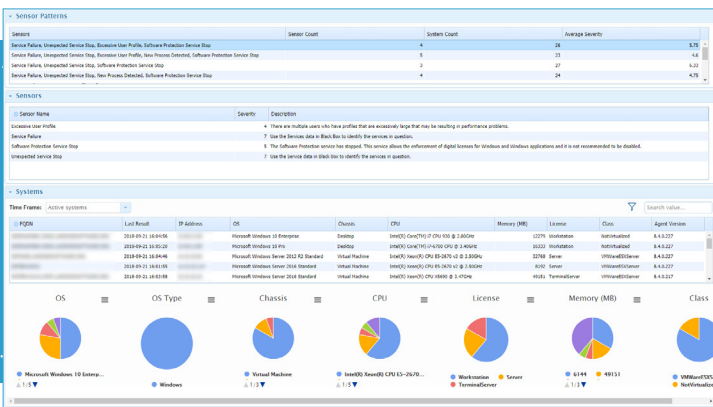 Sensor Patterns
Sensors Sensor Count System Count Average Severity
Service Failure, Unexpected Service Stop, Excessive User Profile, Software Protection Service Stop 4 26 5.75
Service Failure, Unexpected Service Stop, Excessive User Profile, New Process Detected, Software Protection Service Stop 5 23 4.6
Service Failure, Unexpected Service Stop, Software Protection Service Stop 3 27 6.33
Service Failure, Unexpected Service Stop, New Process Detected, Software Protection Service Stop 4 24 4.75
Sensors
Sensor Name Severity Description
Excessive User Profile 4 There are multiple users who have profiles that are excessively large that may be resulting in performance problems.
Service Failure 7 Use the Services data in Black Box to identify the services in question.
Software Protection Service Stop 5 The Software Protection service has stopped. This service allows the enforcement of digital licenses for Windows and Windows applications and it is not recommended to be disabled.
Unexpected Service Stop 7 Use the Service data in Black Box to identify the services in question.
Systems
Time Frame: Active systems Search value...
FQDN Last Result IP Address OS Chassis CPU Memory (MB) License Class Agent Version
2018-09-21 16:04:56 Microsoft Windows 10 Enterprise Desktop Intel(R) Core(TM) i7 CPU 930 @ 2.80GHz 12279 Workstation NotVirtualized 8.4.0.227
2018-09-21 16:05:20 Microsoft Windows 10 Pro Desktop Intel(R) Core(TM) i7-6700 CPU @ 3.40GHz 16333 Workstation NotVirtualized 8.4.0.227
2018-09-21 16:04:46 Microsoft Windows Server 2012 R2 Standard Virtual Machine Intel(R) Xeon(R) CPU E5-2670 v2 @ 2.50GHz 32768 Server VMWareESXServer 8.4.0.227
2018-09-21 16:01:55 Microsoft Windows Server 2016 Standard Virtual Machine Intel(R) Xeon(R) CPU E5-2670 v2 @ 2.50GHz 8192 Server VMWareESXServer 8.4.0.227
2018-09-21 16:03:58 Microsoft Windows Server 2016 Standard Virtual Machine Intel(R) Xeon(R) CPU X5690 @ 3.47GHz 49151 TerminalServer VMWareESXServer 8.4.0.227
OS OS Type Chassis CPU License Memory (MB) Class
Microsoft Windows 10 Enterp... Windows Virtual Machine Intel(R) Xeon(R) CPU E5-2670... Workstation Server 6144 49151 VMWareESXS
1/5 1/5 TerminalServer 1/3 NotVirtualize